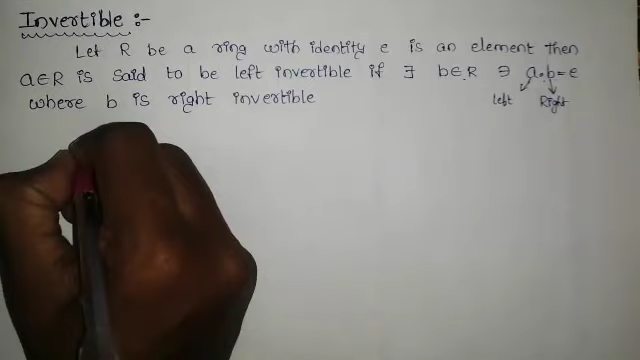 Invertible :-
Let R be a ring with identity e is an element then
a∈R is said to be left invertible if ∃ b∈R ∋ a.b=e
where b is right invertible
left Right